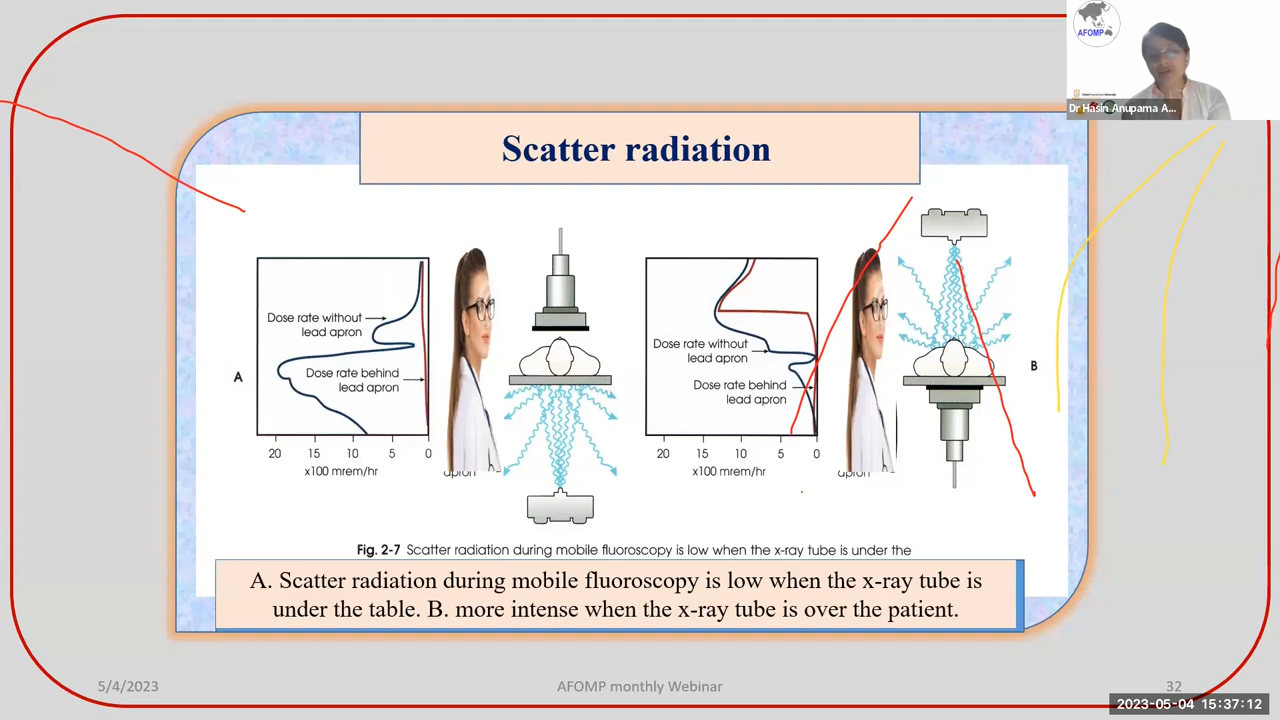 AFOMP
Dr Hasin Anupama A...
Scatter radiation
Dose rate without
lead apron
Dose rate behind
lead apron
A
20 15 10 5 0
x100 mrem/hr
apron
Dose rate without
lead apron
Dose rate behind
lead apron
B
20 15 10 5 0
x100 mrem/hr
apron
Fig. 2-7 Scatter radiation during mobile fluoroscopy is low when the x-ray tube is under the
A. Scatter radiation during mobile fluoroscopy is low when the x-ray tube is
under the table. B. more intense when the x-ray tube is over the patient.
5/4/2023
AFOMP monthly Webinar
32
2023-05-04 15:37:12